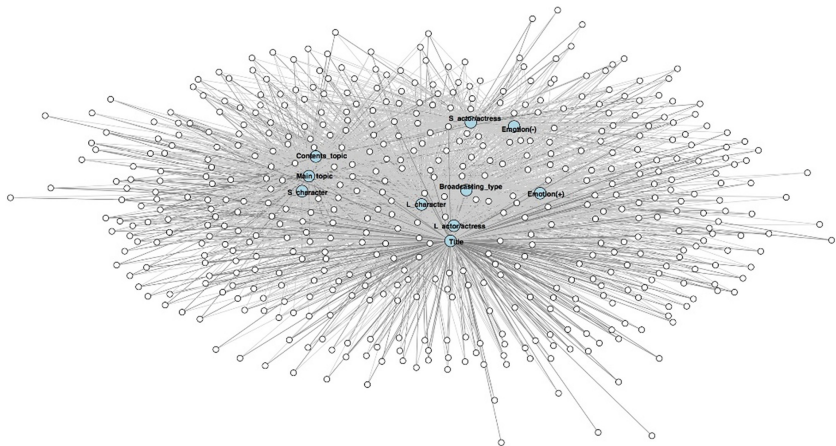 S_actor/actress
Emotion(-)
Contents_topic
Main_topic
S_character
Broadcasting_type
Emotion(+)
L_character
L_actor/actress
Title